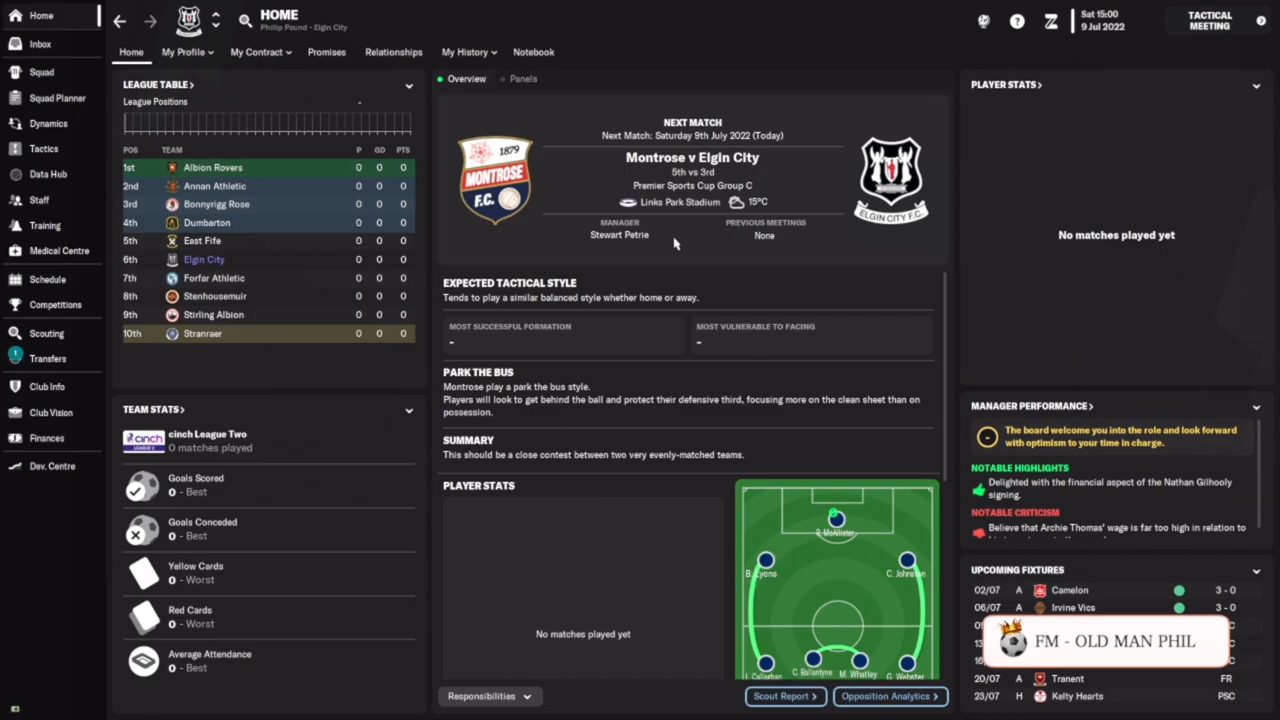 Home
HOME
Philip Pound - Elgin City
Sat 15:00
9 Jul 2022
TACTICAL
MEETING
Inbox
Squad
Squad Planner
Dynamics
Tactics
Data Hub
Staff
Training
Medical Centre
Schedule
Competitions
Scouting
1
Transfers
Club Info
Club Vision
Finances
Dev. Centre
Home
My Profile
My Contract
Promises
Relationships
My History
Notebook
LEAGUE TABLE
League Positions
-
POS TEAM P GD PTS
1st Albion Rovers 0 0 0
2nd Annan Athletic 0 0 0
3rd Bonnyrigg Rose 0 0 0
4th Dumbarton 0 0 0
5th East Fife 0 0 0
6th Elgin City 0 0 0
7th Forfar Athletic 0 0 0
8th Stenhousemuir 0 0 0
9th Stirling Albion 0 0 0
10th Stranraer 0 0 0
TEAM STATS
cinch
cinch League Two
0 matches played
Goals Scored
0 - Best
Goals Conceded
0 - Best
Yellow Cards
0 - Worst
Red Cards
0 - Worst
Average Attendance
0 - Best
Overview
Panels
1879
MONTROSE
F.C.
NEXT MATCH
Next Match: Saturday 9th July 2022 (Today)
Montrose v Elgin City
5th vs 3rd
Premier Sports Cup Group C
Links Park Stadium 15°C
MANAGER
Stewart Petrie
PREVIOUS MEETINGS
None
ELGIN CITY F.C.
EXPECTED TACTICAL STYLE
Tends to play a similar balanced style whether home or away.
MOST SUCCESSFUL FORMATION
-
MOST VULNERABLE TO FACING
-
PARK THE BUS
Montrose play a park the bus style.
Players will look to get behind the ball and protect their defensive third, focusing more on the clean sheet than on
possession.
SUMMARY
This should be a close contest between two very evenly-matched teams.
PLAYER STATS
No matches played yet
McAllister
B. Lyons
C. Johnston
C. Ballantyne
M. Whatley
G. Webster
Responsibilities
Scout Report
Opposition Analytics
PLAYER STATS
No matches played yet
MANAGER PERFORMANCE
The board welcome you into the role and look forward
with optimism to your time in charge.
NOTABLE HIGHLIGHTS
Delighted with the financial aspect of the Nathan Gilhooly
signing.
NOTABLE CRITICISM
Believe that Archie Thomas' wage is far too high in relation to
UPCOMING FIXTURES
02/07 A Camelon 3 - 0
06/07 A Irvine Vics 3 - 0
FM - OLD MAN PHIL
20/07 A Tranent FR
23/07 H Kelty Hearts PSC